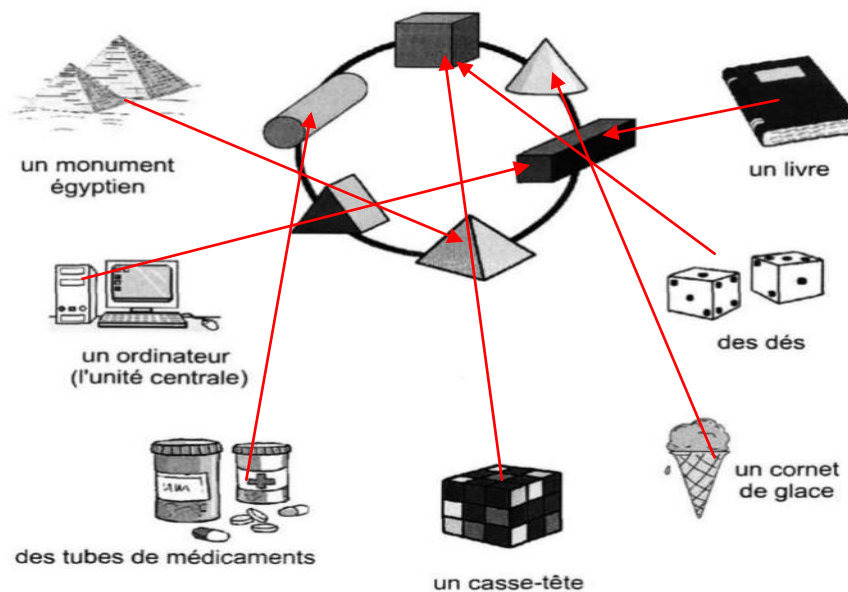 un monument
égyptien
un livre
un ordinateur
(l'unité centrale)
des dés
un cornet
de glace
des tubes de médicaments
un casse-tête